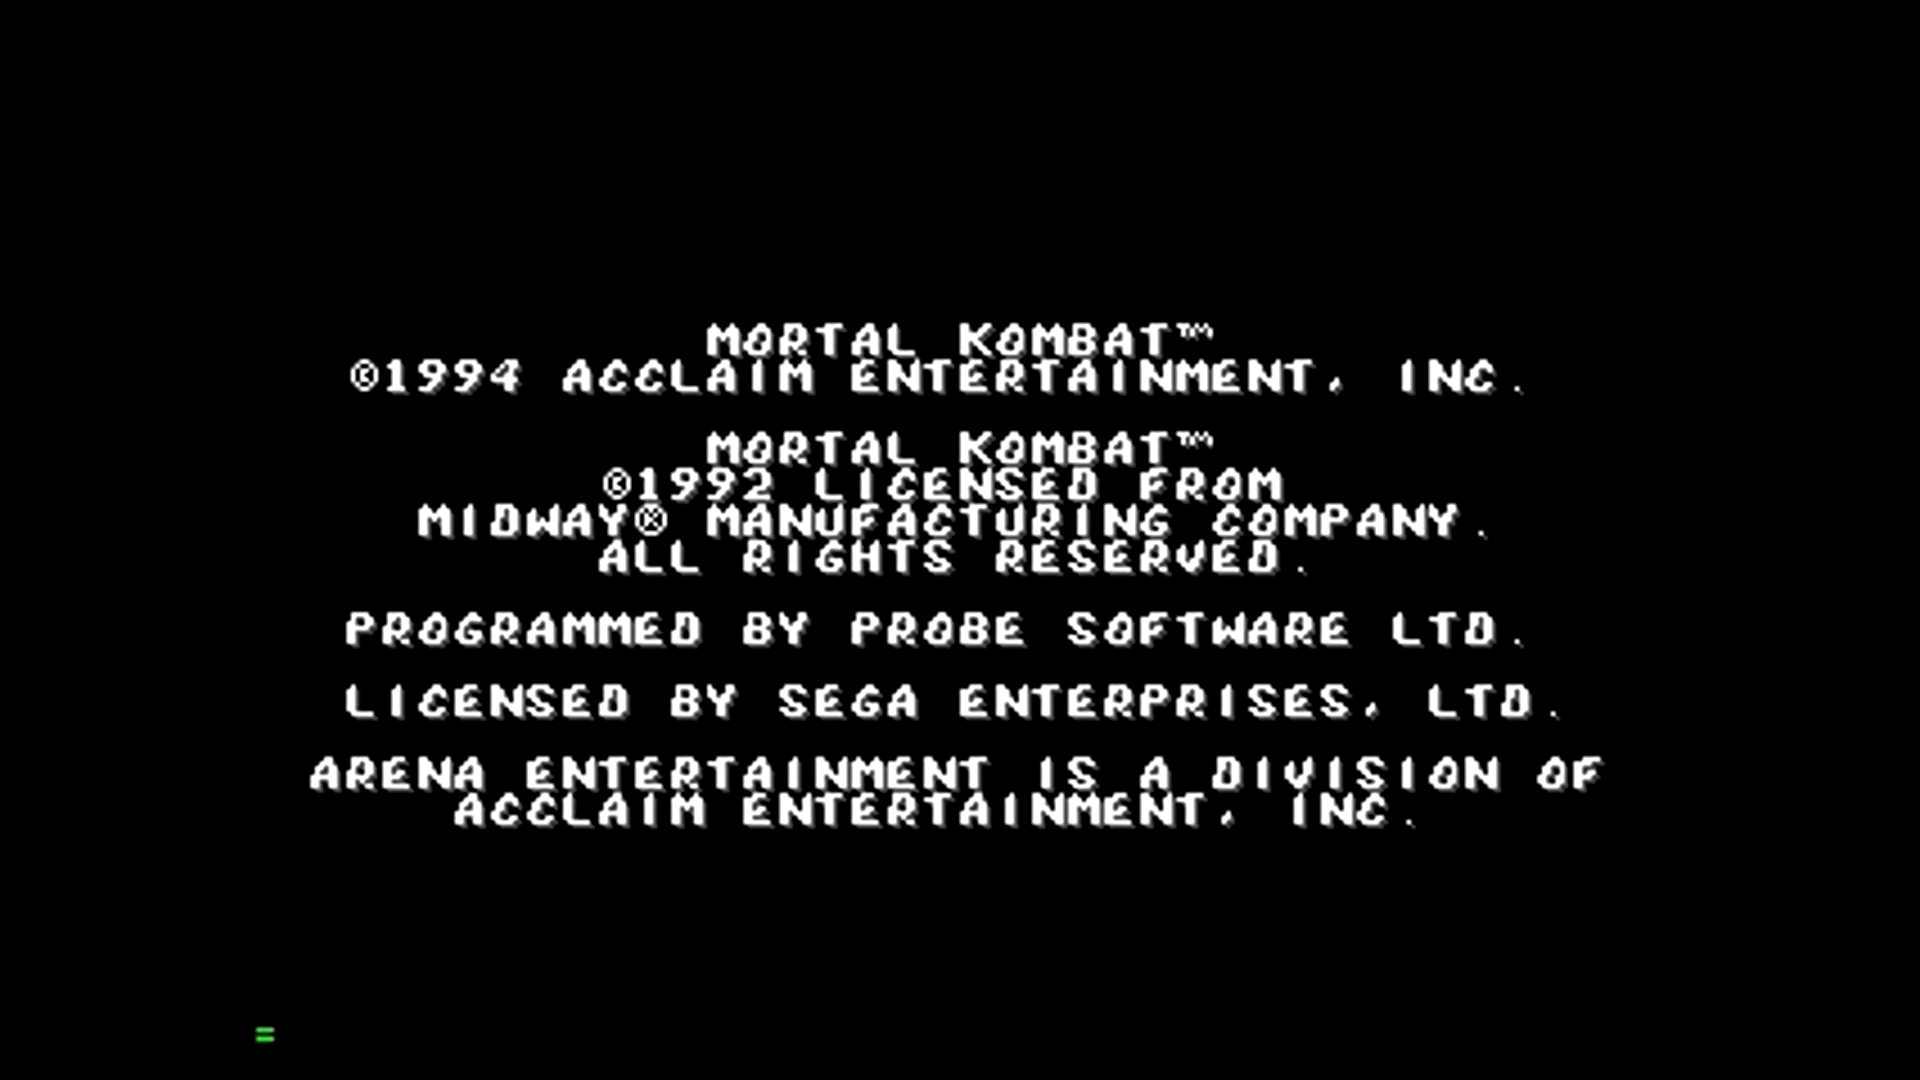 MORTAL KOMBAT™
©1994 ACCLAIM ENTERTAINMENT, INC.
MORTAL KOMBAT™
©1992 LICENSED FROM
MIDWAY® MANUFACTURING COMPANY.
ALL RIGHTS RESERVED.
PROGRAMMED BY PROBE SOFTWARE LTD.
LICENSED BY SEGA ENTERPRISES, LTD.
ARENA ENTERTAINMENT IS A DIVISION OF
ACCLAIM ENTERTAINMENT, INC.
=